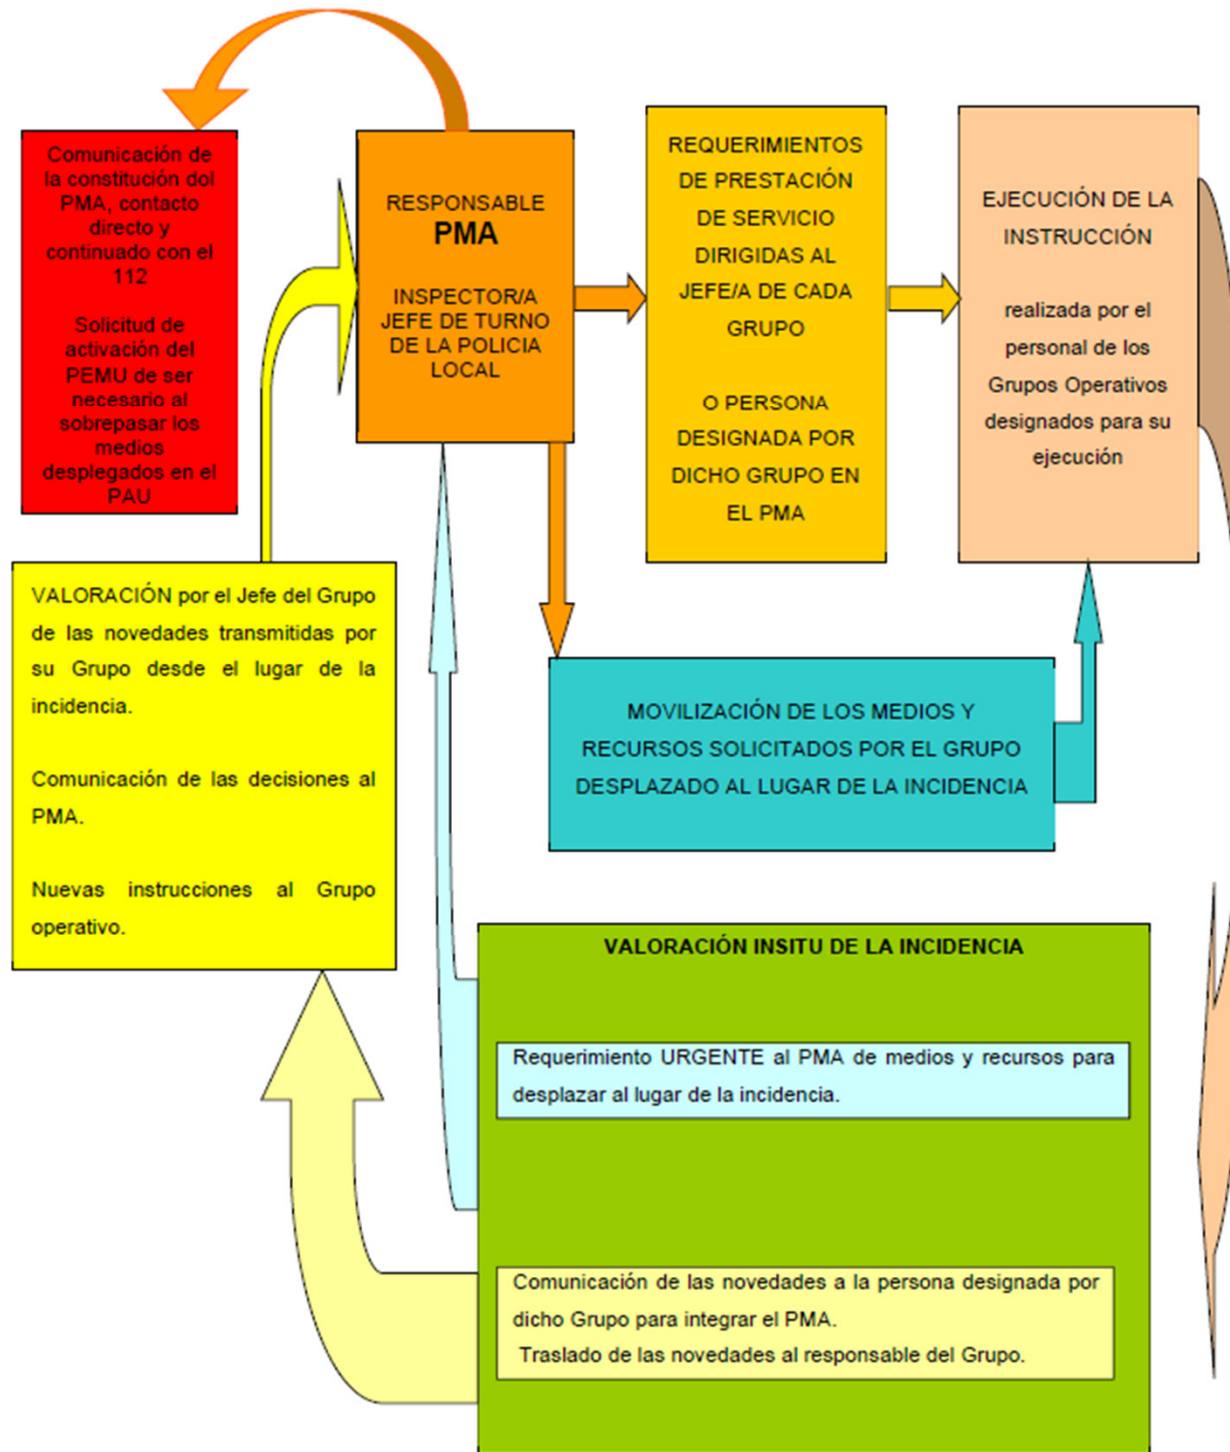 Comunicación de
la constitución dol
PMA, contacto
directo y
continuado con el
112
Solicitud de
activación del
PEMU de ser
necesario al
sobrepasar los
medios
desplegados en el
PAU
RESPONSABLE
PMA
INSPECTOR/A
JEFE DE TURNO
DE LA POLICIA
LOCAL
REQUERIMIENTOS
DE PRESTACIÓN
DE SERVICIO
DIRIGIDAS AL
JEFE/A DE CADA
GRUPO
O PERSONA
DESIGNADA POR
DICHO GRUPO EN
EL PMA
EJECUCIÓN DE LA
INSTRUCCIÓN
realizada por el
personal de los
Grupos Operativos
designados para su
ejecución
VALORACIÓN por el Jefe del Grupo
de las novedades transmitidas por
su Grupo desde el lugar de la
incidencia.
Comunicación de las decisiones al
PMA.
Nuevas instrucciones al Grupo
operativo.
MOVILIZACIÓN DE LOS MEDIOS Y
RECURSOS SOLICITADOS POR EL GRUPO
DESPLAZADO AL LUGAR DE LA INCIDENCIA
VALORACIÓN INSITU DE LA INCIDENCIA
Requerimiento URGENTE al PMA de medios y recursos para
desplazar al lugar de la incidencia.
Comunicación de las novedades a la persona designada por
dicho Grupo para integrar el PMA.
Traslado de las novedades al responsable del Grupo.